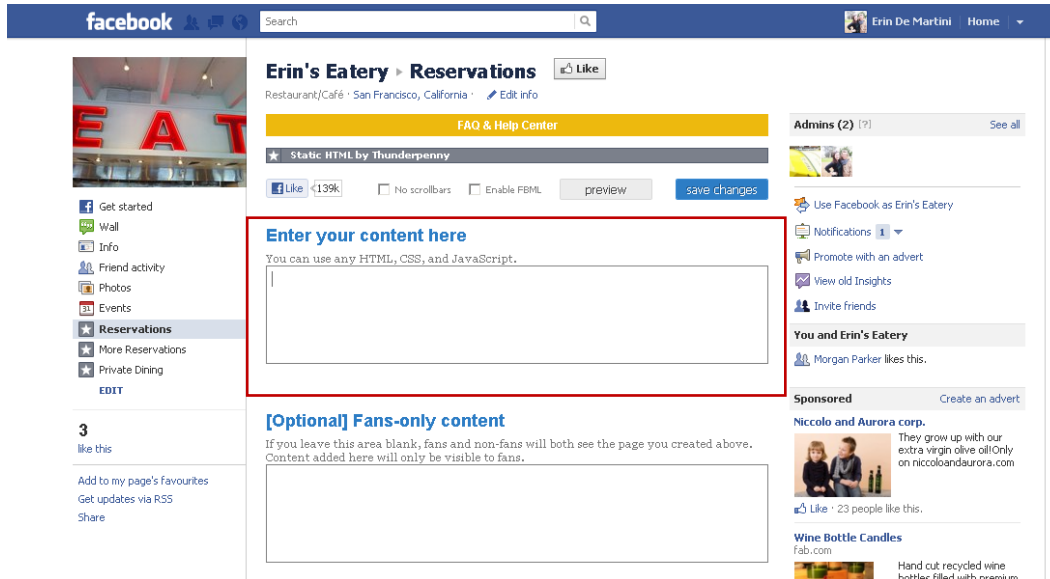 facebook
Search
Erin De Martini
Home
EAT
Erin's Eatery ▸ Reservations
Like
Restaurant/Café · San Francisco, California ·
Edit info
FAQ & Help Center
Static HTML by Thunderpenny
Like
139k
No scrollbars
Enable FBML
preview
save changes
Enter your content here
You can use any HTML, CSS, and JavaScript.
[Optional] Fans-only content
If you leave this area blank, fans and non-fans will both see the page you created above.
Content added here will only be visible to fans.
Get started
Wall
Info
Friend activity
Photos
31
Events
Reservations
More Reservations
Private Dining
EDIT
3
like this
Add to my page's favourites
Get updates via RSS
Share
Admins (2) [?]
See all
Use Facebook as Erin's Eatery
Notifications 1
Promote with an advert
View old Insights
Invite friends
You and Erin's Eatery
Morgan Parker likes this.
Sponsored
Create an advert
Niccolo and Aurora corp.
They grow up with our
extra virgin olive oil!Only
on niccoloandaurora.com
Like · 23 people like this.
Wine Bottle Candles
fab.com
Hand cut recycled wine
bottles filled with premium